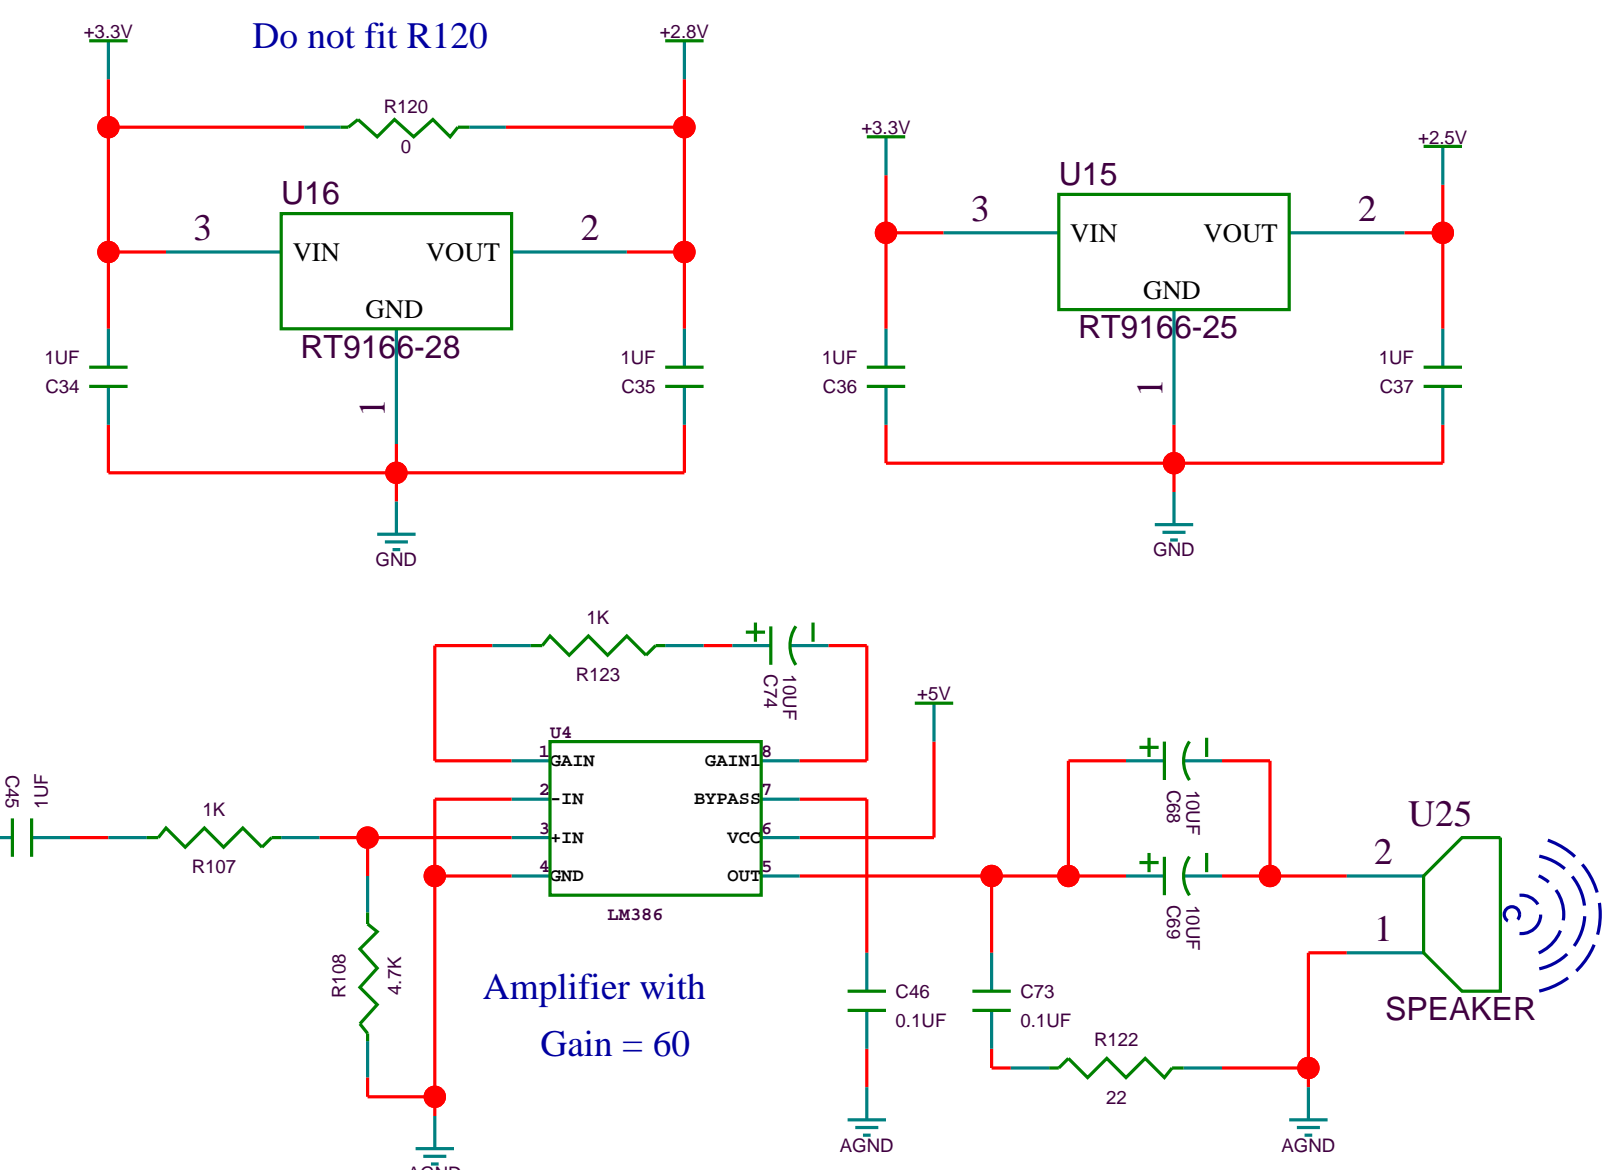 +3.3V
Do not fit R120
+2.8V
R120
0
U16
3
VIN
VOUT
2
GND
RT9166-28
1UF
C34
1
1UF
C35
GND
+3.3V
+2.5V
U15
3
VIN
VOUT
2
GND
RT9166-25
1UF
C36
1
1UF
C37
GND
1K
R123
+
C74
10UF
+5V
U4
1
GAIN
GAIN1
8
2
-IN
BYPASS
7
3
+IN
VCC
6
4
GND
OUT
5
LM386
C45
1UF
1K
R107
R108
4.7K
Amplifier with
Gain = 60
AGND
C46
0.1UF
AGND
C73
0.1UF
R122
22
AGND
+
C68
10UF
+
C69
10UF
U25
2
1
SPEAKER